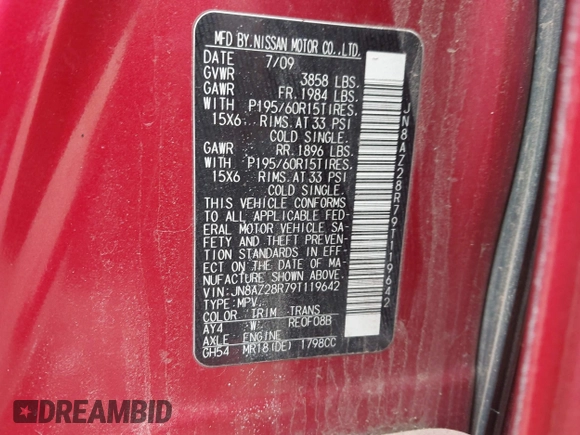 MFD BY. NISSAN MOTOR CO., LTD.
DATE 7/09
GVWR 3858 LBS.
GAWR FR. 1984 LBS.
WITH P195/60R15TIRES.
15X6 RIMS. AT 33 PSI
COLD SINGLE.
GAWR RR. 1896 LBS.
WITH P195/60R15TIRES.
15X6 RIMS. AT 33 PSI
COLD SINGLE.
THIS VEHICLE CONFORMS
TO ALL APPLICABLE FED-
ERAL MOTOR VEHICLE SA-
FETY AND THEFT PREVEN-
TION STANDARDS IN EFF-
ECT ON THE DATE OF MA-
NUFACTURE SHOWN ABOVE.
VIN: JN8AZ28R79T119642
TYPE: MPV.
COLOR TRIM TRANS
AY4 W RE0F08B
AXLE ENGINE
GH54 MR18(DE) 1798CC
JN8AZ28R79T119642
DREAMBID